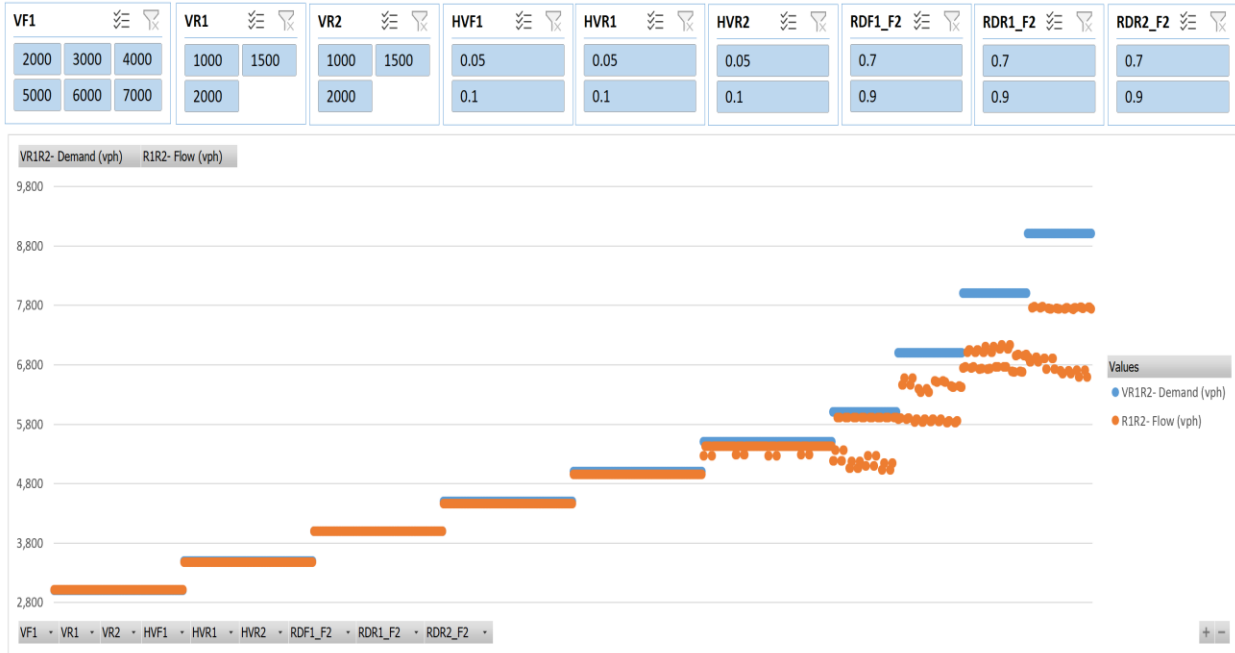 VF1 VR1 VR2 HVF1 HVR1 HVR2 RDF1_F2 RDR1_F2 RDR2_F2
2000 3000 4000 1000 1500 1000 1500 0.05 0.05 0.05 0.7 0.7 0.7
5000 6000 7000 2000 2000 0.1 0.1 0.1 0.9 0.9 0.9
VR1R2- Demand (vph) R1R2- Flow (vph)
9,800
8,800
7,800
6,800
5,800
4,800
3,800
2,800
Values
VR1R2- Demand (vph)
R1R2- Flow (vph)
VF1 VR1 VR2 HVF1 HVR1 HVR2 RDF1_F2 RDR1_F2 RDR2_F2
+ −